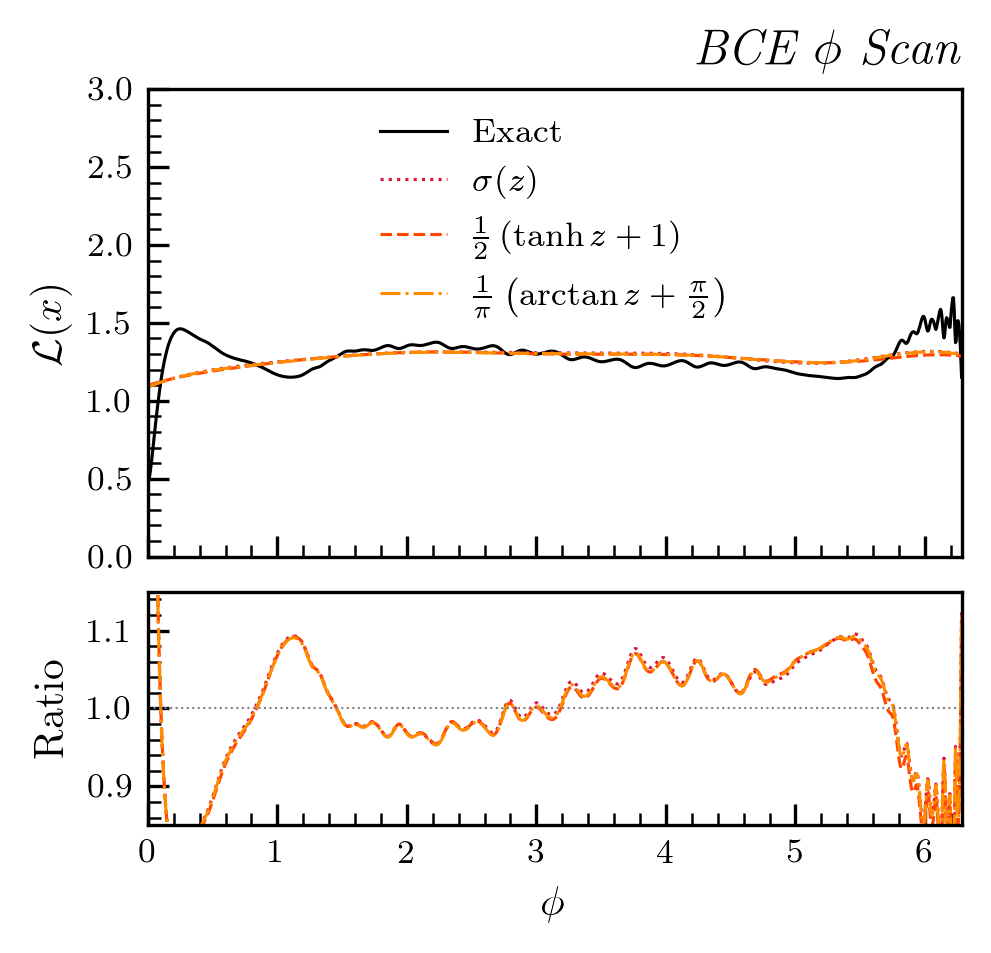 BCE ϕ Scan
3.0
2.5
2.0
1.5
1.0
0.5
0.0
ℒ(x)
Exact
σ(z)
½ (tanh z + 1)
1/π (arctan z + π/2)
1.1
1.0
0.9
Ratio
0 1 2 3 4 5 6
ϕ